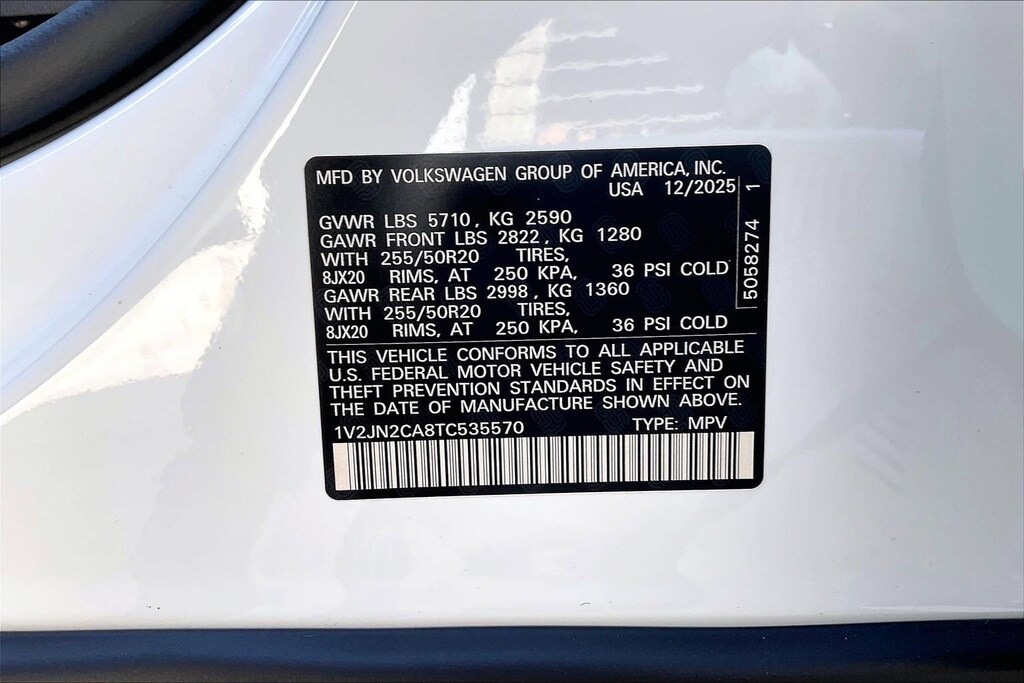 MFD BY VOLKSWAGEN GROUP OF AMERICA, INC.
USA 12/2025
GVWR LBS 5710, KG 2590
GAWR FRONT LBS 2822, KG 1280
WITH 255/50R20 TIRES,
8JX20 RIMS, AT 250 KPA, 36 PSI COLD
GAWR REAR LBS 2998, KG 1360
WITH 255/50R20 TIRES,
8JX20 RIMS, AT 250 KPA, 36 PSI COLD
5058274 1
THIS VEHICLE CONFORMS TO ALL APPLICABLE
U.S. FEDERAL MOTOR VEHICLE SAFETY AND
THEFT PREVENTION STANDARDS IN EFFECT ON
THE DATE OF MANUFACTURE SHOWN ABOVE.
1V2JN2CA8TC535570 TYPE: MPV